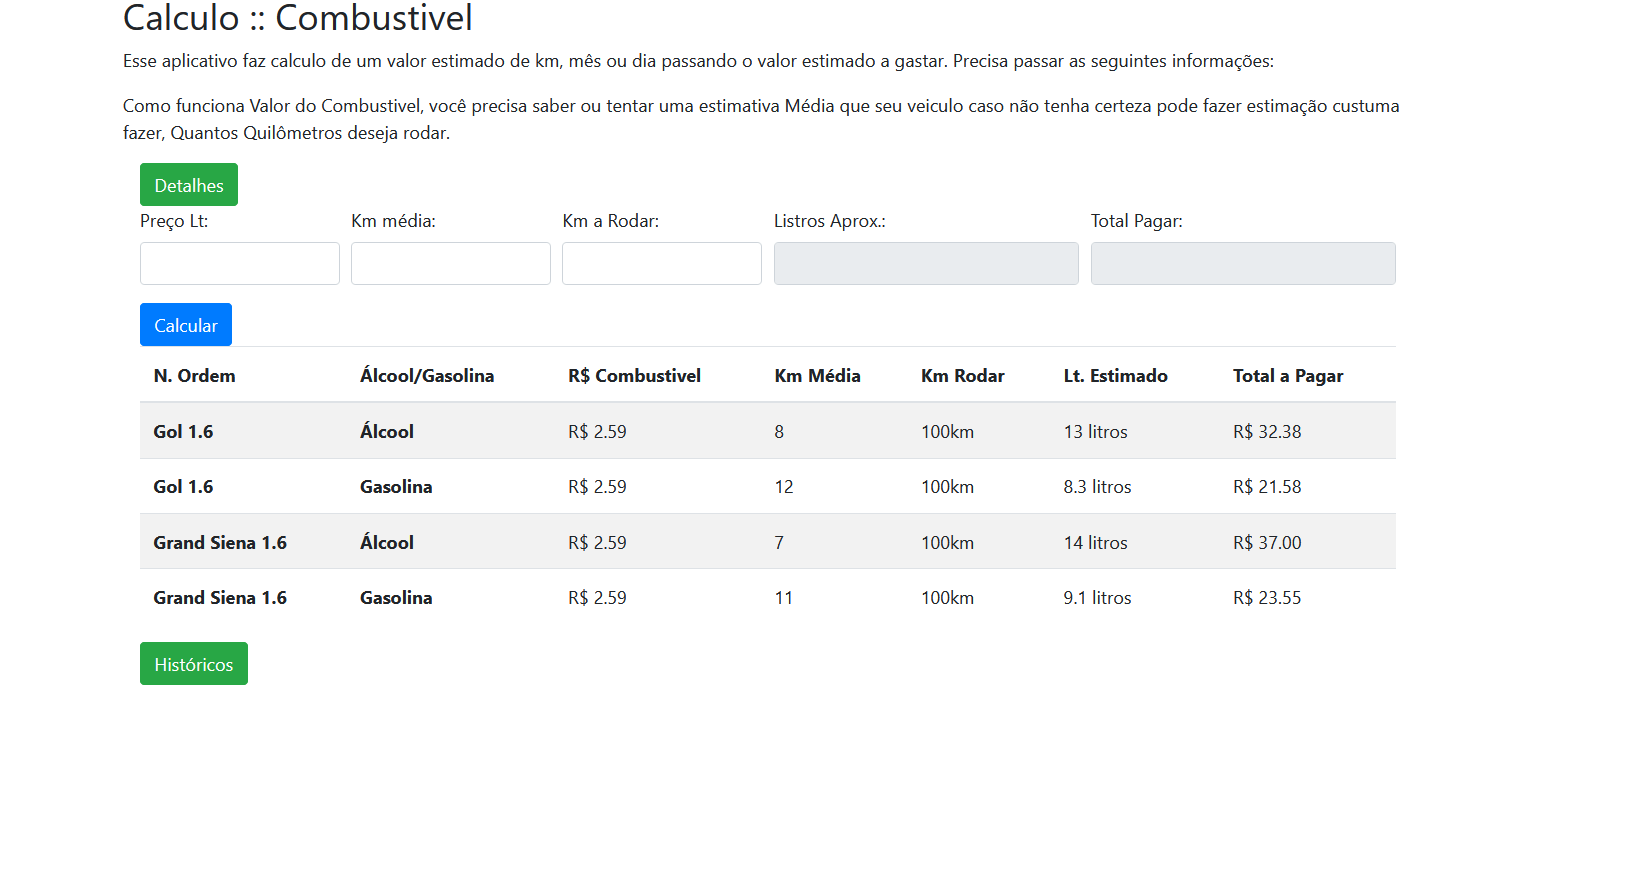 Calculo :: Combustivel
Esse aplicativo faz calculo de um valor estimado de km, mês ou dia passando o valor estimado a gastar. Precisa passar as seguintes informações:
Como funciona Valor do Combustivel, você precisa saber ou tentar uma estimativa Média que seu veiculo caso não tenha certeza pode fazer estimação custuma
fazer, Quantos Quilômetros deseja rodar.
Detalhes
Preço Lt: Km média: Km a Rodar: Listros Aprox.: Total Pagar:
Calcular
N. Ordem Álcool/Gasolina R$ Combustivel Km Média Km Rodar Lt. Estimado Total a Pagar
Gol 1.6 Álcool R$ 2.59 8 100km 13 litros R$ 32.38
Gol 1.6 Gasolina R$ 2.59 12 100km 8.3 litros R$ 21.58
Grand Siena 1.6 Álcool R$ 2.59 7 100km 14 litros R$ 37.00
Grand Siena 1.6 Gasolina R$ 2.59 11 100km 9.1 litros R$ 23.55
Históricos